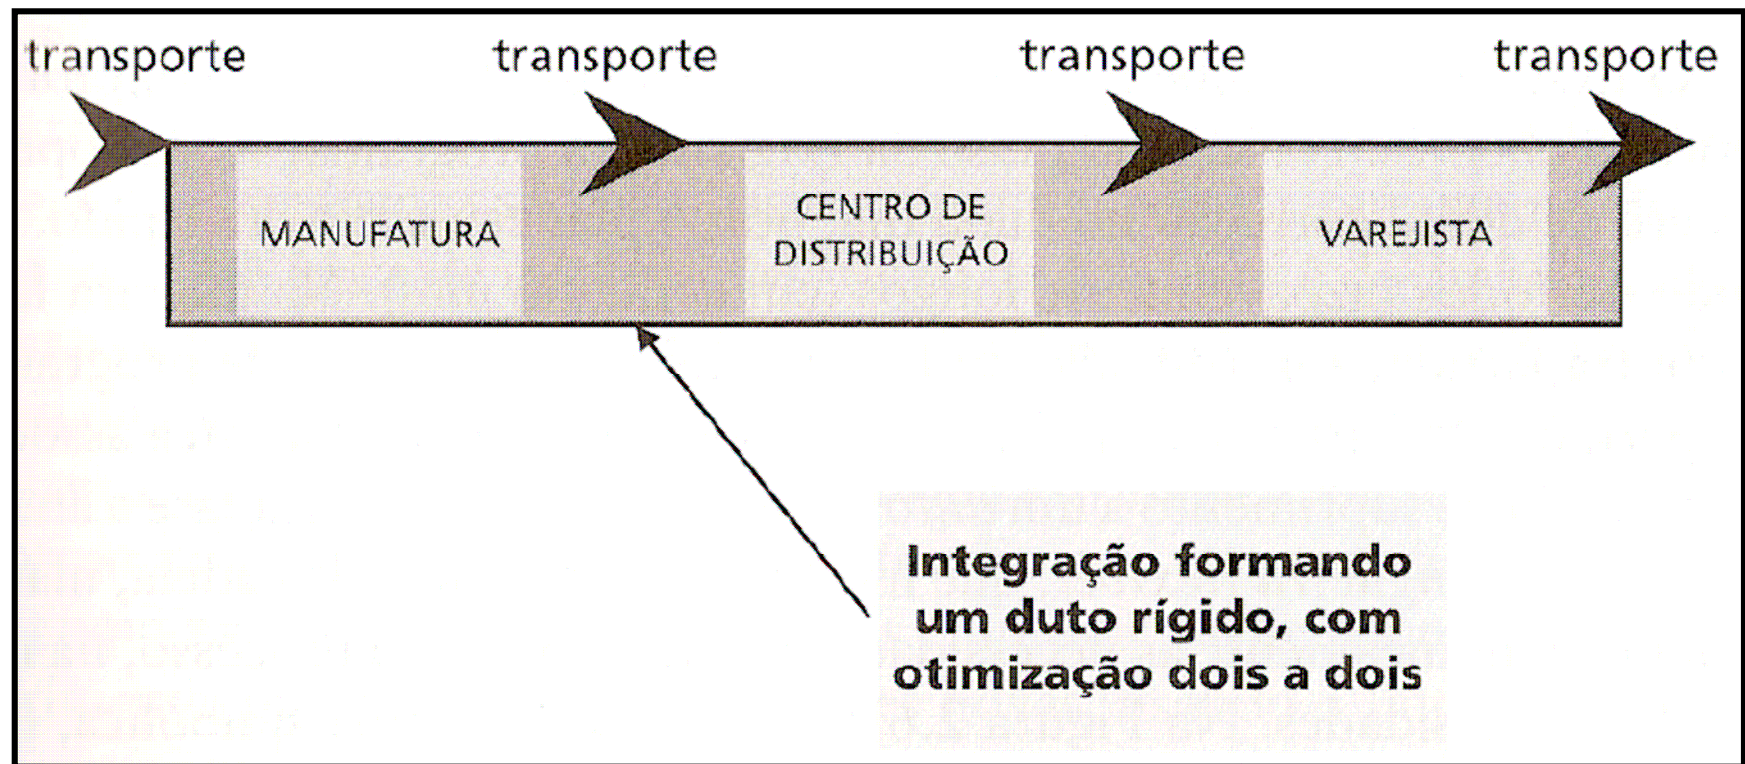 transporte transporte transporte transporte
MANUFATURA
CENTRO DE
DISTRIBUIÇÃO
VAREJISTA
Integração formando
um duto rígido, com
otimização dois a dois